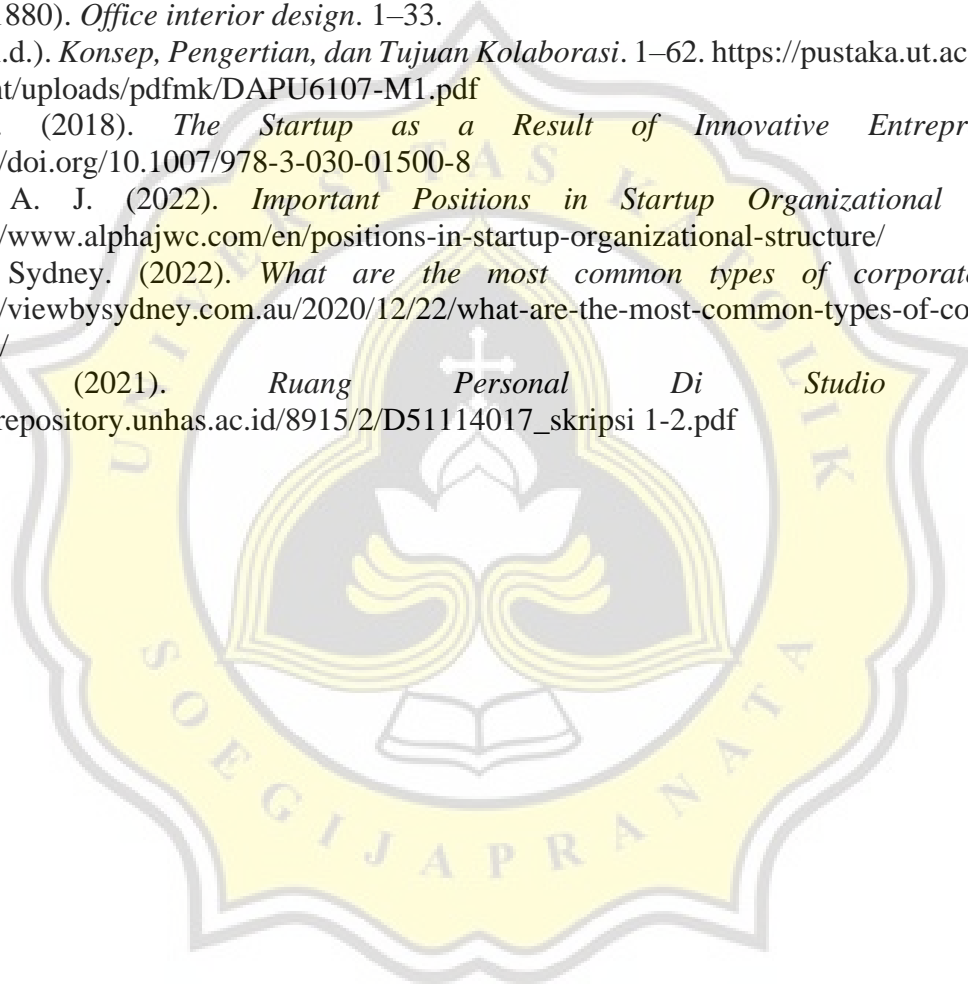 1880). Office interior design. 1–33.
.d.). Konsep, Pengertian, dan Tujuan Kolaborasi. 1–62. https://pustaka.ut.ac
nt/uploads/pdfmk/DAPU6107-M1.pdf
. (2018). The Startup as a Result of Innovative Entrepr
/doi.org/10.1007/978-3-030-01500-8
A. J. (2022). Important Positions in Startup Organizational
/www.alphajwc.com/en/positions-in-startup-organizational-structure/
Sydney. (2022). What are the most common types of corporat
/viewbysydney.com.au/2020/12/22/what-are-the-most-common-types-of-co
/
(2021). Ruang Personal Di Studio
repository.unhas.ac.id/8915/2/D51114017_skripsi 1-2.pdf
UNIVERSITAS KATOLIK
SOEGIJAPRANATA